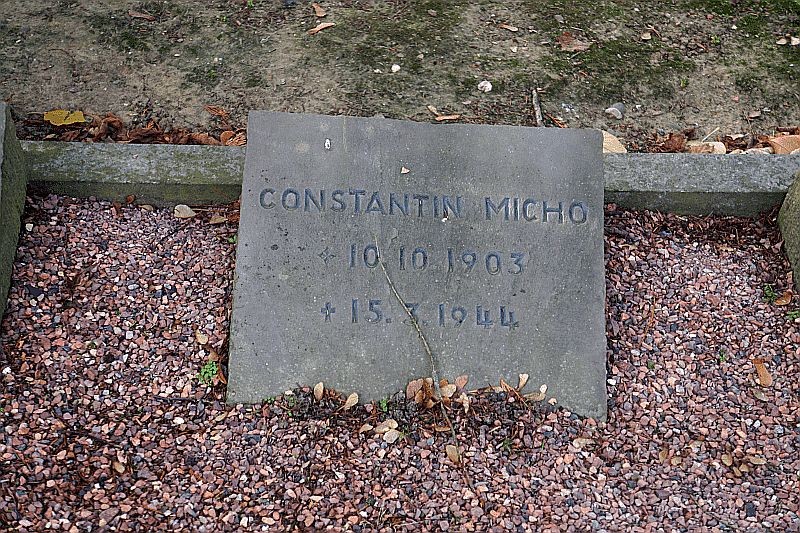 CONSTANTIN MICHO
✧ 10.10.1903
✝ 15.3.1944